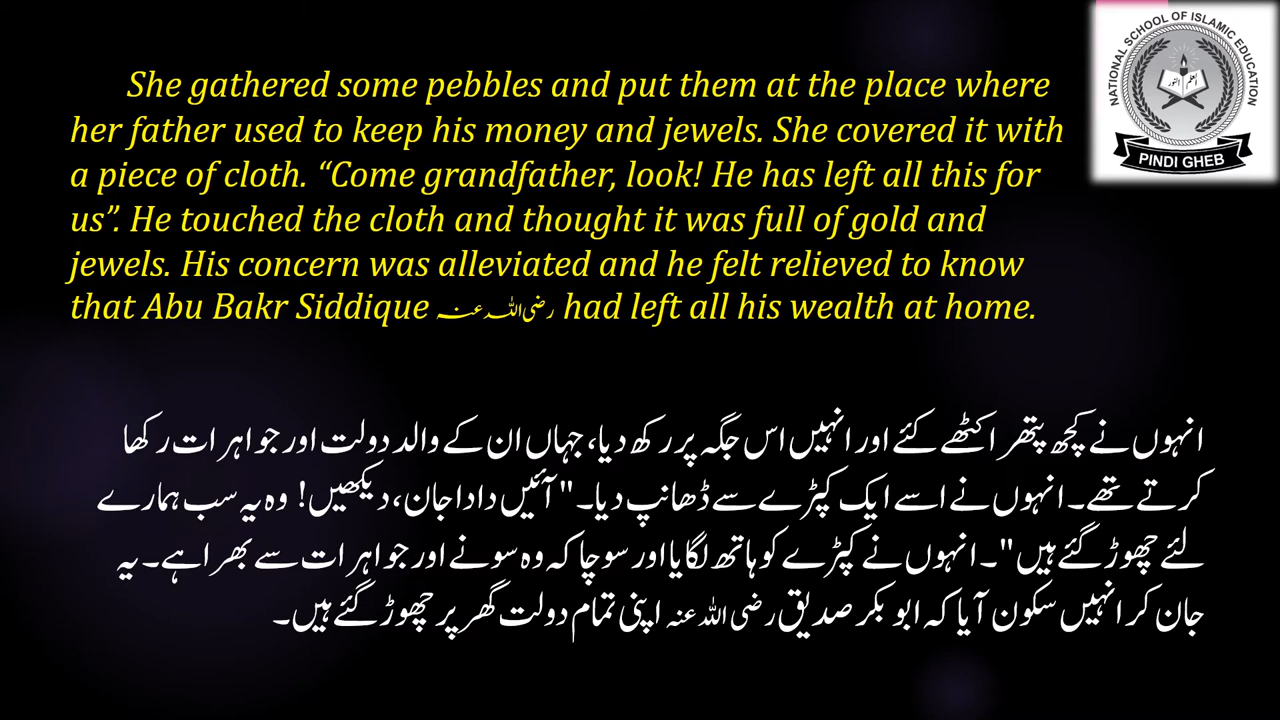 She gathered some pebbles and put them at the place where
her father used to keep his money and jewels. She covered it with
a piece of cloth. “Come grandfather, look! He has left all this for
us”. He touched the cloth and thought it was full of gold and
jewels. His concern was alleviated and he felt relieved to know
that Abu Bakr Siddique رضی اللہ عنہ had left all his wealth at home.
انہوں نے کچھ پتھر اکٹھے کئے اور انہیں اس جگہ پر رکھ دیا، جہاں ان کے والد دولت اور جواہرات رکھا
کرتے تھے۔ انہوں نے اسے ایک کپڑے سے ڈھانپ دیا۔ "آئیں دادا جان، دیکھیں! وہ یہ سب ہمارے
لئے چھوڑ گئے ہیں"۔ انہوں نے کپڑے کو ہاتھ لگایا اور سوچا کہ وہ سونے اور جواہرات سے بھرا ہے۔ یہ
جان کر انہیں سکون آیا کہ ابو بکر صدیق رضی اللہ عنہ اپنی تمام دولت گھر پر چھوڑ گئے ہیں۔
NATIONAL SCHOOL OF ISLAMIC EDUCATION
PINDI GHEB